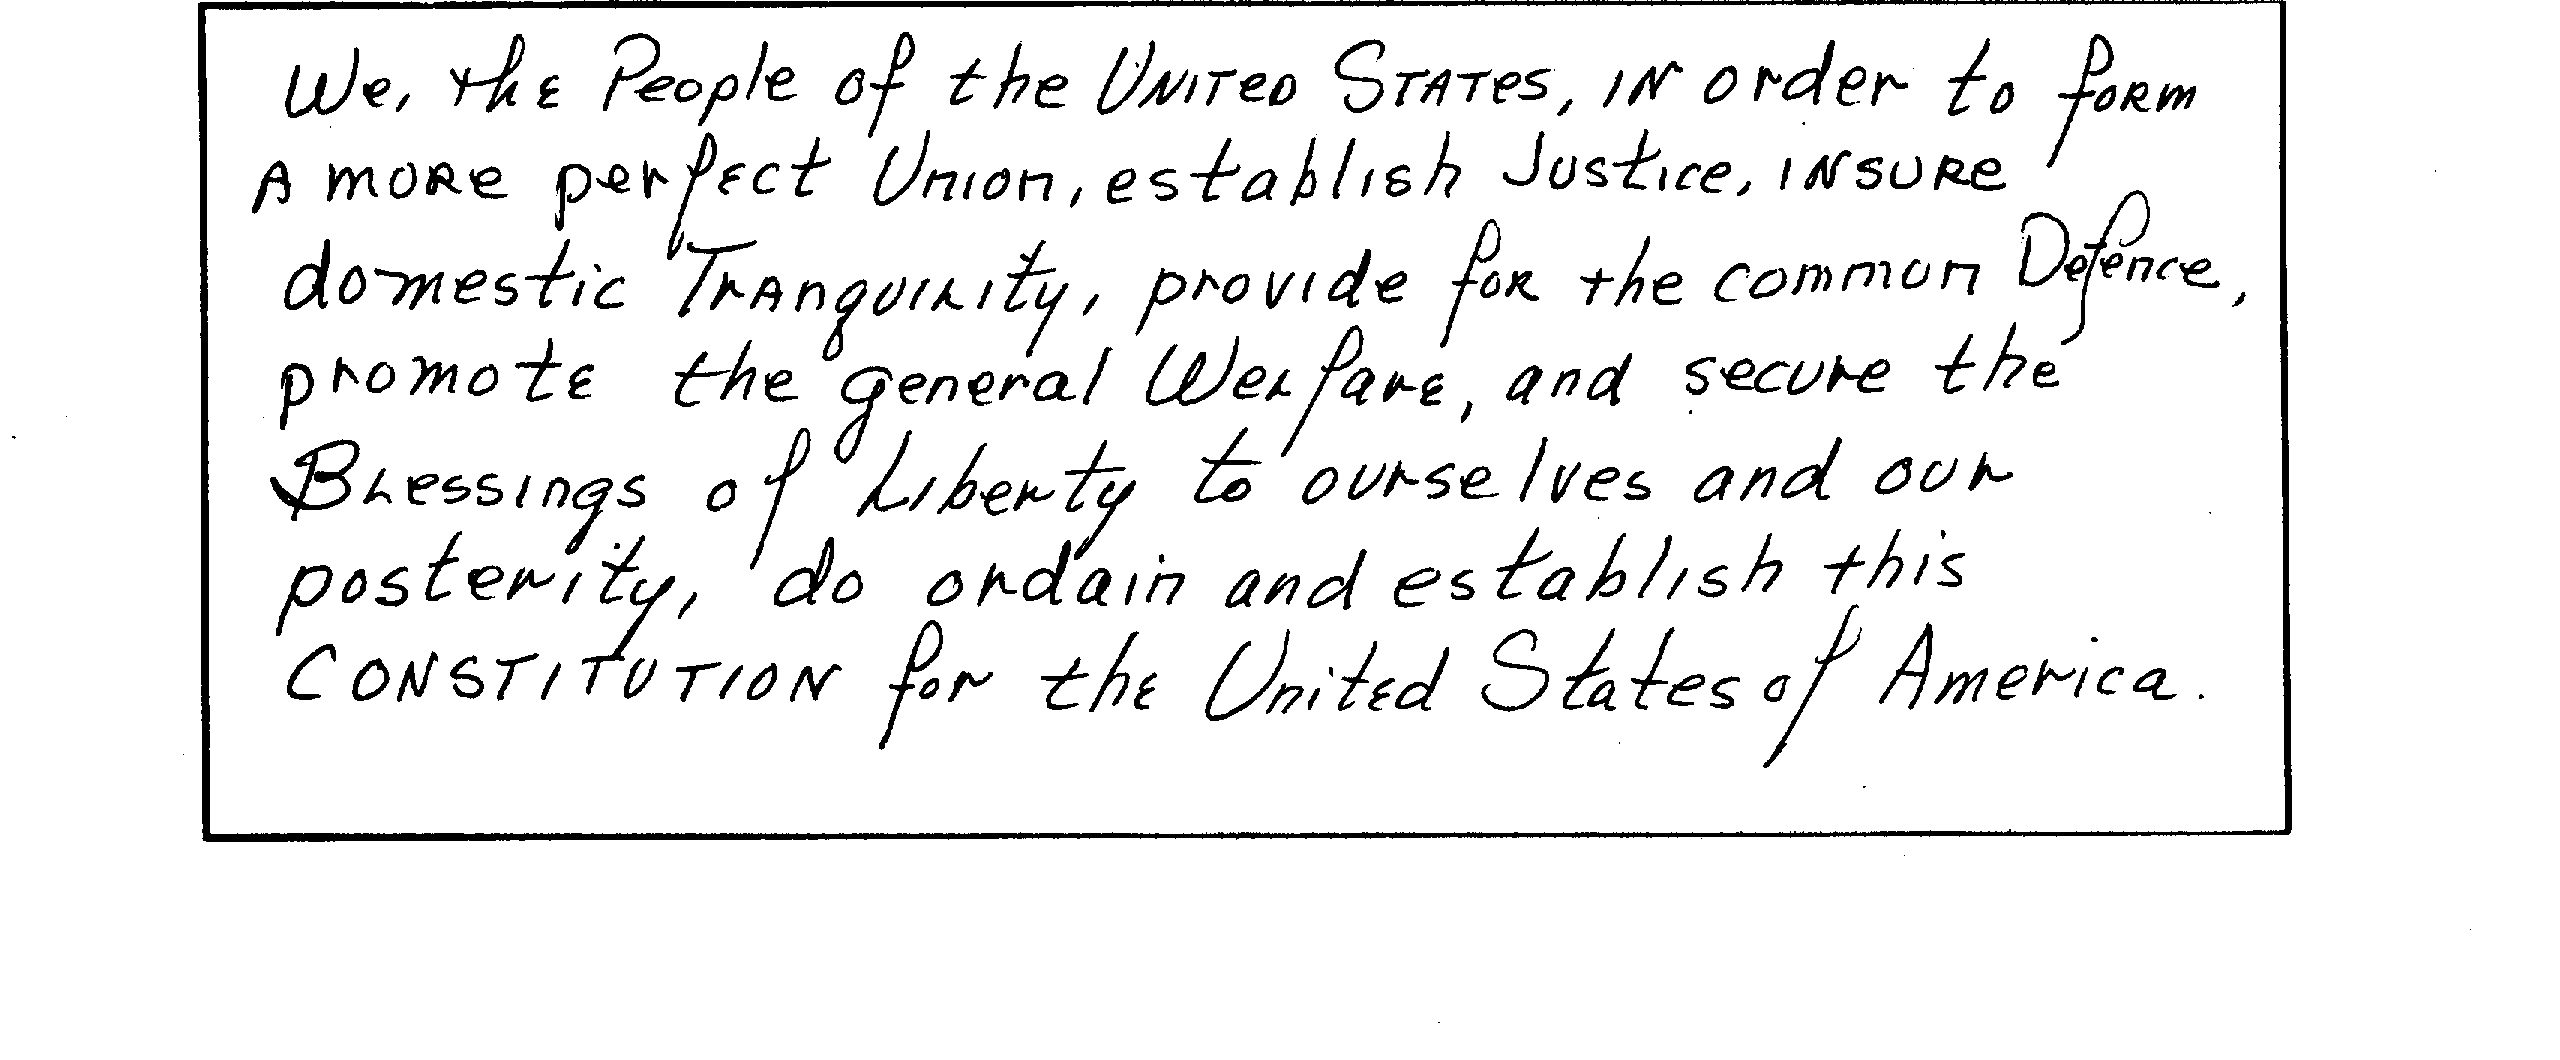 We, the People of the United States, in order to form
a more perfect Union, establish Justice, insure
domestic Tranquility, provide for the common Defence,
promote the general Welfare, and secure the
Blessings of Liberty to ourselves and our
posterity, do ordain and establish this
CONSTITUTION for the United States of America.